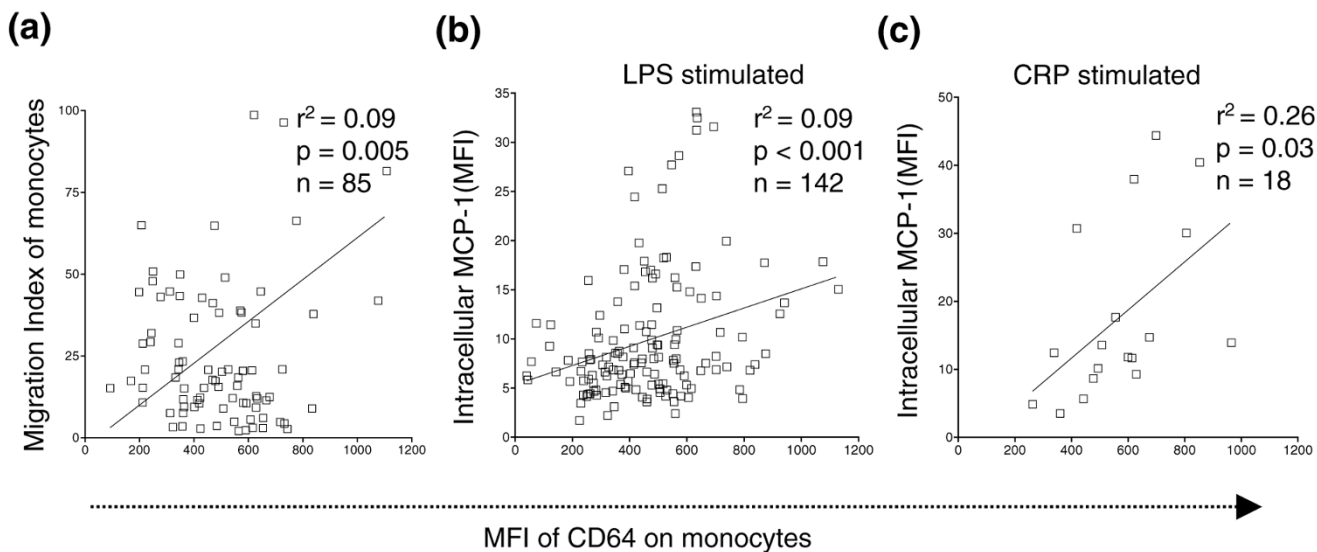 (a)
Migration Index of monocytes
100
75
50
25
0
r² = 0.09
p = 0.005
n = 85
0 200 400 600 800 1000 1200
(b)
LPS stimulated
Intracellular MCP-1(MFI)
35
30
25
20
15
10
5
0
r² = 0.09
p < 0.001
n = 142
0 200 400 600 800 1000 1200
(c)
CRP stimulated
Intracellular MCP-1(MFI)
50
40
30
20
10
0
r² = 0.26
p = 0.03
n = 18
0 200 400 600 800 1000 1200
MFI of CD64 on monocytes